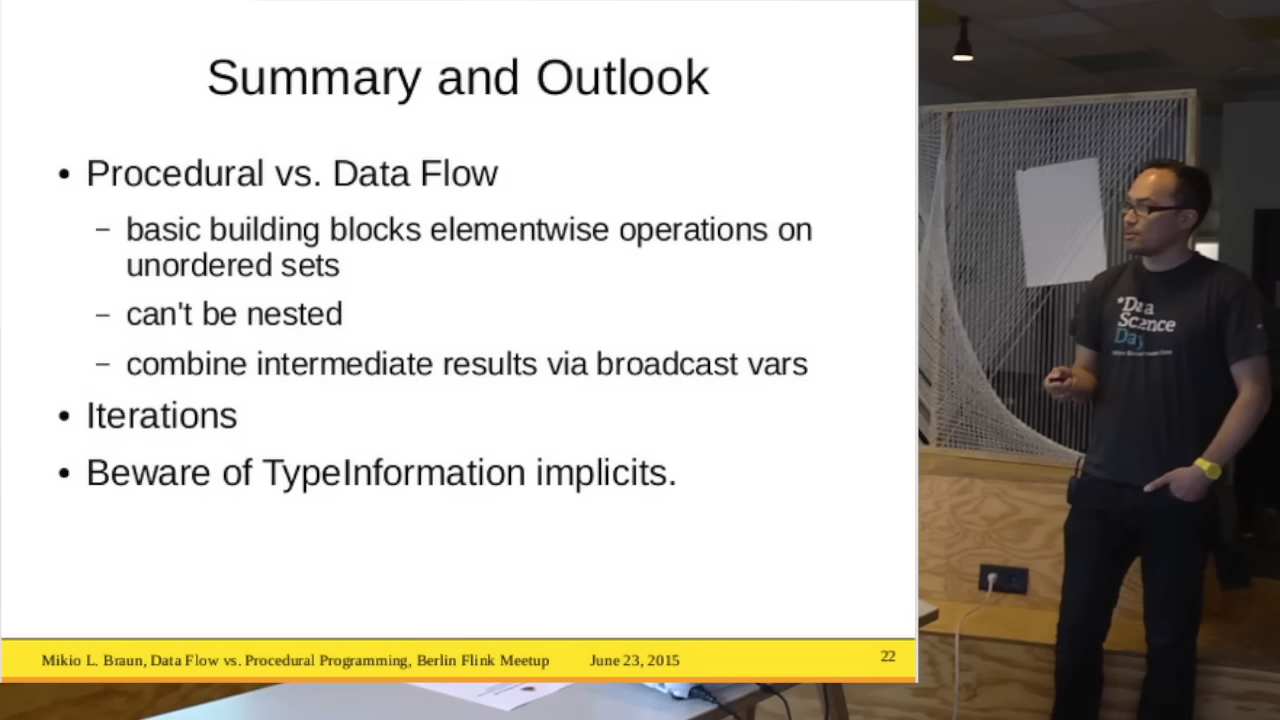 Summary and Outlook
• Procedural vs. Data Flow
– basic building blocks elementwise operations on
unordered sets
– can't be nested
– combine intermediate results via broadcast vars
• Iterations
• Beware of TypeInformation implicits.
Mikio L. Braun, Data Flow vs. Procedural Programming, Berlin Flink Meetup June 23, 2015 22
Data
Science
Day